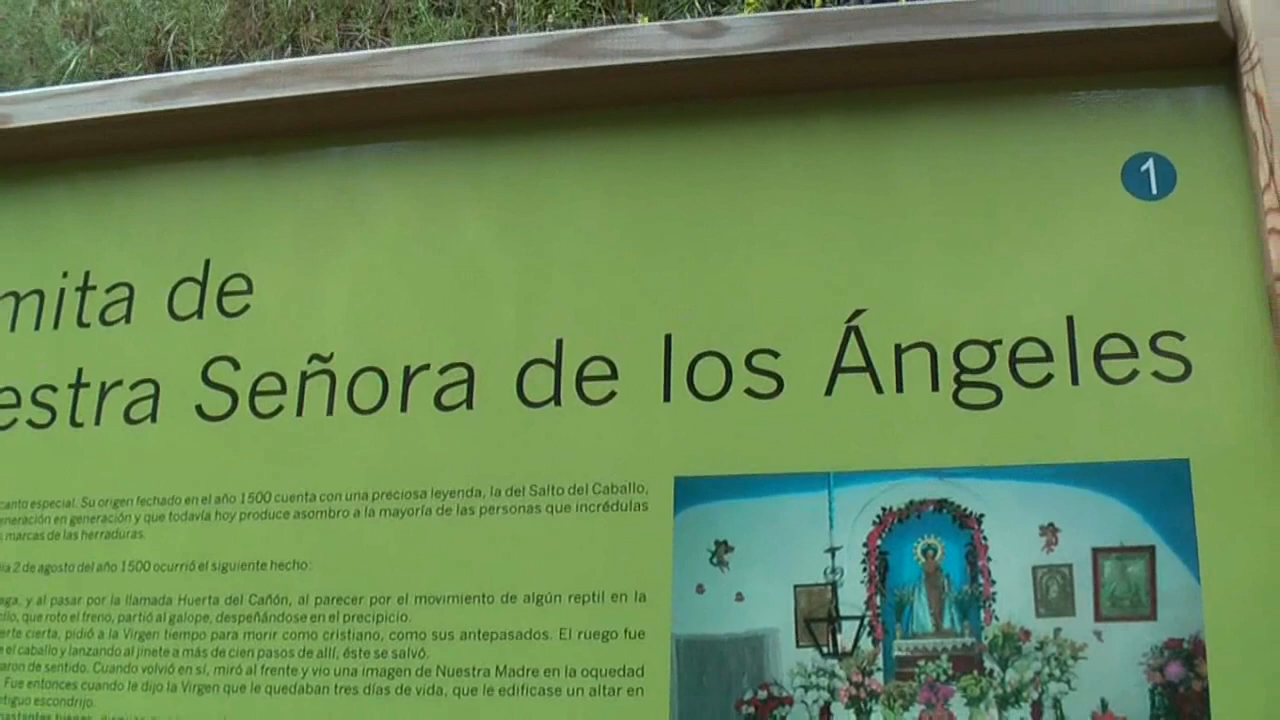 1
mita de
estra Señora de los Ángeles
canto especial. Su origen fechado en el año 1500 cuenta con una preciosa leyenda, la del Salto del Caballo,
neración en generación y que todavía hoy produce asombro a la mayoría de las personas que incrédulas
marcas de las herraduras.
ía 2 de agosto del año 1500 ocurrió el siguiente hecho:
aga, y al pasar por la llamada Huerta del Cañón, al parecer por el movimiento de algún reptil en la
cilo, que roto el freno, partió al galope, despeñándose en el precipicio.
erte cierta, pidió a la Virgen tiempo para morir como cristiano, como sus antepasados. El ruego fue
el caballo y lanzando al jinete a más de cien pasos de allí, éste se salvó.
aron de sentido. Cuando volvió en sí, miró al frente y vio una imagen de Nuestra Madre en la oquedad
Fue entonces cuando le dijo la Virgen que le quedaban tres días de vida, que le edificase un altar en
tiguo escondrijo.